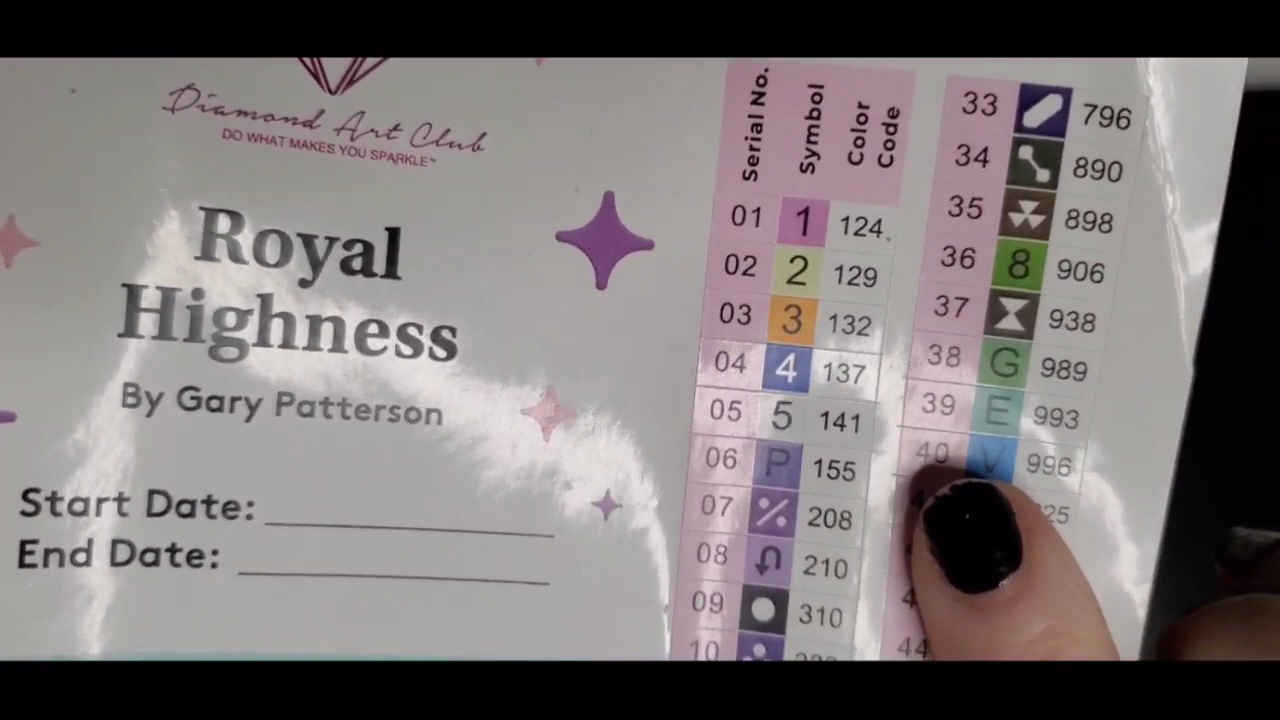 Diamond Art Club
DO WHAT MAKES YOU SPARKLE™
Royal
Highness
By Gary Patterson
Start Date:
End Date:
Serial No. Symbol Color Code
01 1 124
02 2 129
03 3 132
04 4 137
05 5 141
06 P 155
07 % 208
08 210
09 310
10
33 796
34 890
35 898
36 8 906
37 938
38 G 989
39 E 993
40 V 996
44